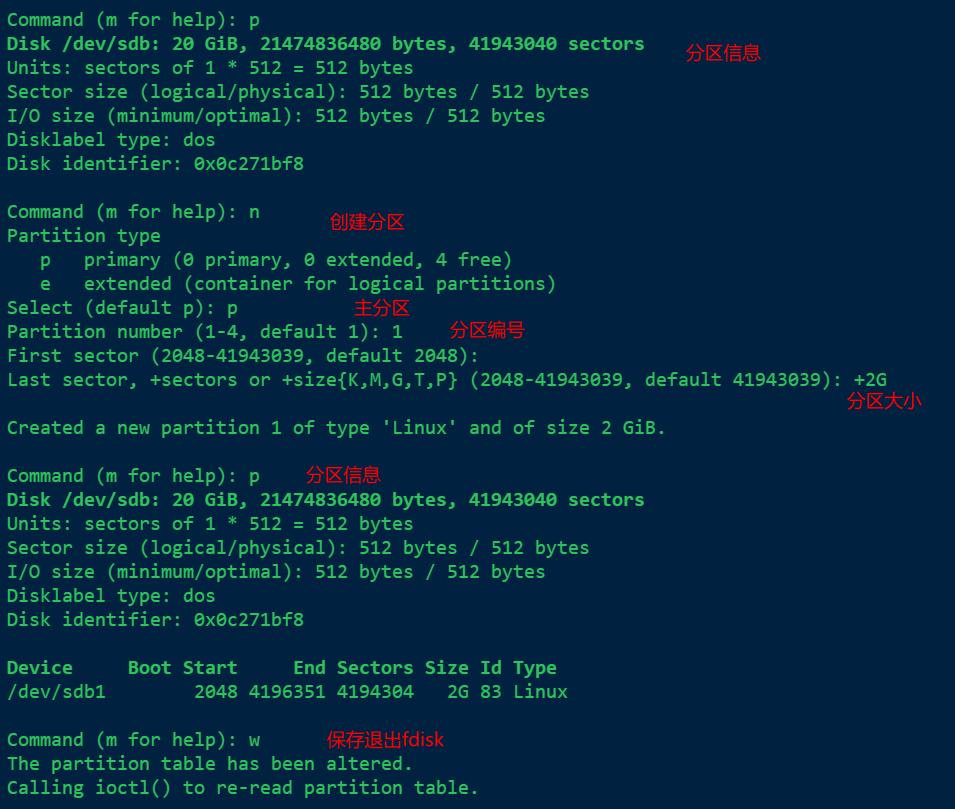 Command (m for help): p
Disk /dev/sdb: 20 GiB, 21474836480 bytes, 41943040 sectors
分区信息
Units: sectors of 1 * 512 = 512 bytes
Sector size (logical/physical): 512 bytes / 512 bytes
I/O size (minimum/optimal): 512 bytes / 512 bytes
Disklabel type: dos
Disk identifier: 0x0c271bf8
Command (m for help): n
创建分区
Partition type
p   primary (0 primary, 0 extended, 4 free)
e   extended (container for logical partitions)
Select (default p): p
主分区
Partition number (1-4, default 1): 1
分区编号
First sector (2048-41943039, default 2048):
Last sector, +sectors or +size{K,M,G,T,P} (2048-41943039, default 41943039): +2G
分区大小
Created a new partition 1 of type 'Linux' and of size 2 GiB.
Command (m for help): p
分区信息
Disk /dev/sdb: 20 GiB, 21474836480 bytes, 41943040 sectors
Units: sectors of 1 * 512 = 512 bytes
Sector size (logical/physical): 512 bytes / 512 bytes
I/O size (minimum/optimal): 512 bytes / 512 bytes
Disklabel type: dos
Disk identifier: 0x0c271bf8
Device     Boot Start     End Sectors Size Id Type
/dev/sdb1        2048 4196351 4194304   2G 83 Linux
Command (m for help): w
保存退出fdisk
The partition table has been altered.
Calling ioctl() to re-read partition table.